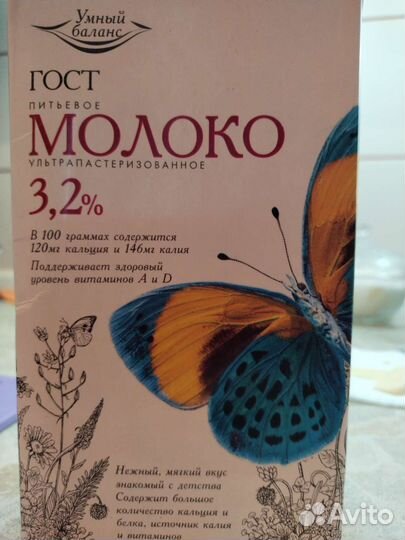 Умный
баланс
ГОСТ
ПИТЬЕВОЕ
МОЛОКО
УЛЬТРАПАСТЕРИЗОВАННОЕ
3,2%
В 100 граммах содержится
120мг кальция и 146мг калия
Поддерживает здоровый
уровень витаминов А и D
Нежный, мягкий вкус
знакомый с детства
Содержит большое
количество кальция и
белка, источник калия
и витаминов
Avito